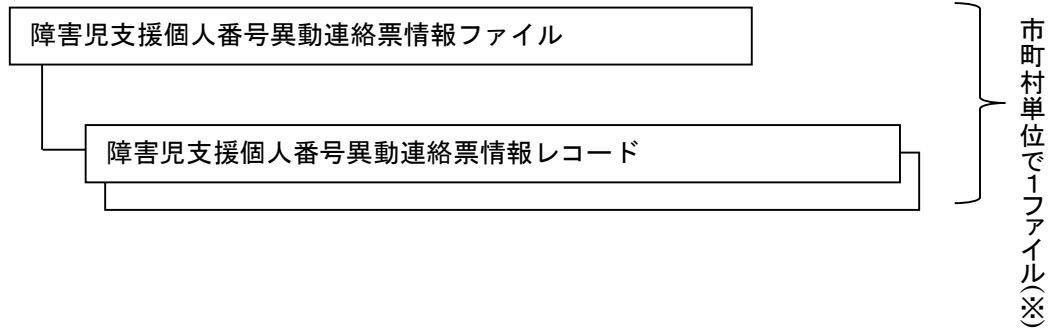 障害児支援個人番号異動連絡票情報ファイル
障害児支援個人番号異動連絡票情報レコード
市町村単位で1ファイル(※)